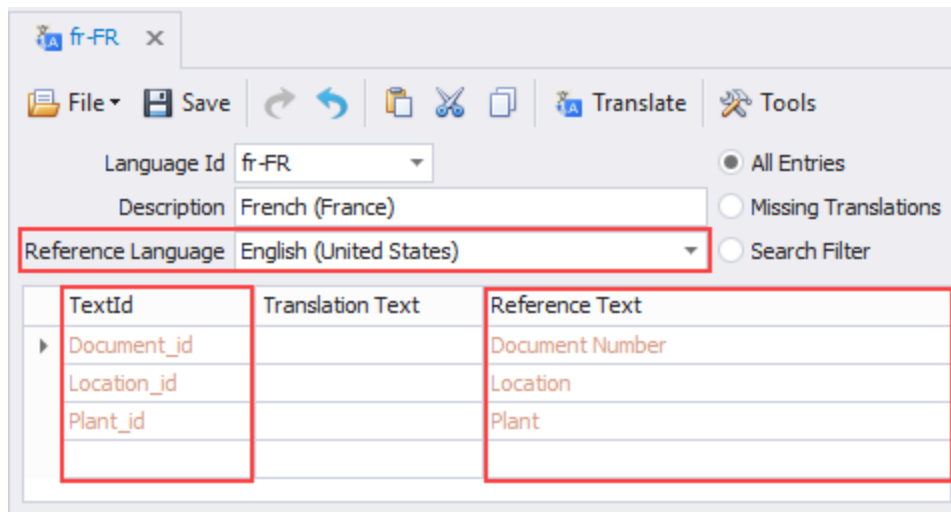 fr-FR
File Save Translate Tools
Language Id fr-FR All Entries
Description French (France) Missing Translations
Reference Language English (United States) Search Filter
TextId Translation Text Reference Text
Document_id Document Number
Location_id Location
Plant_id Plant